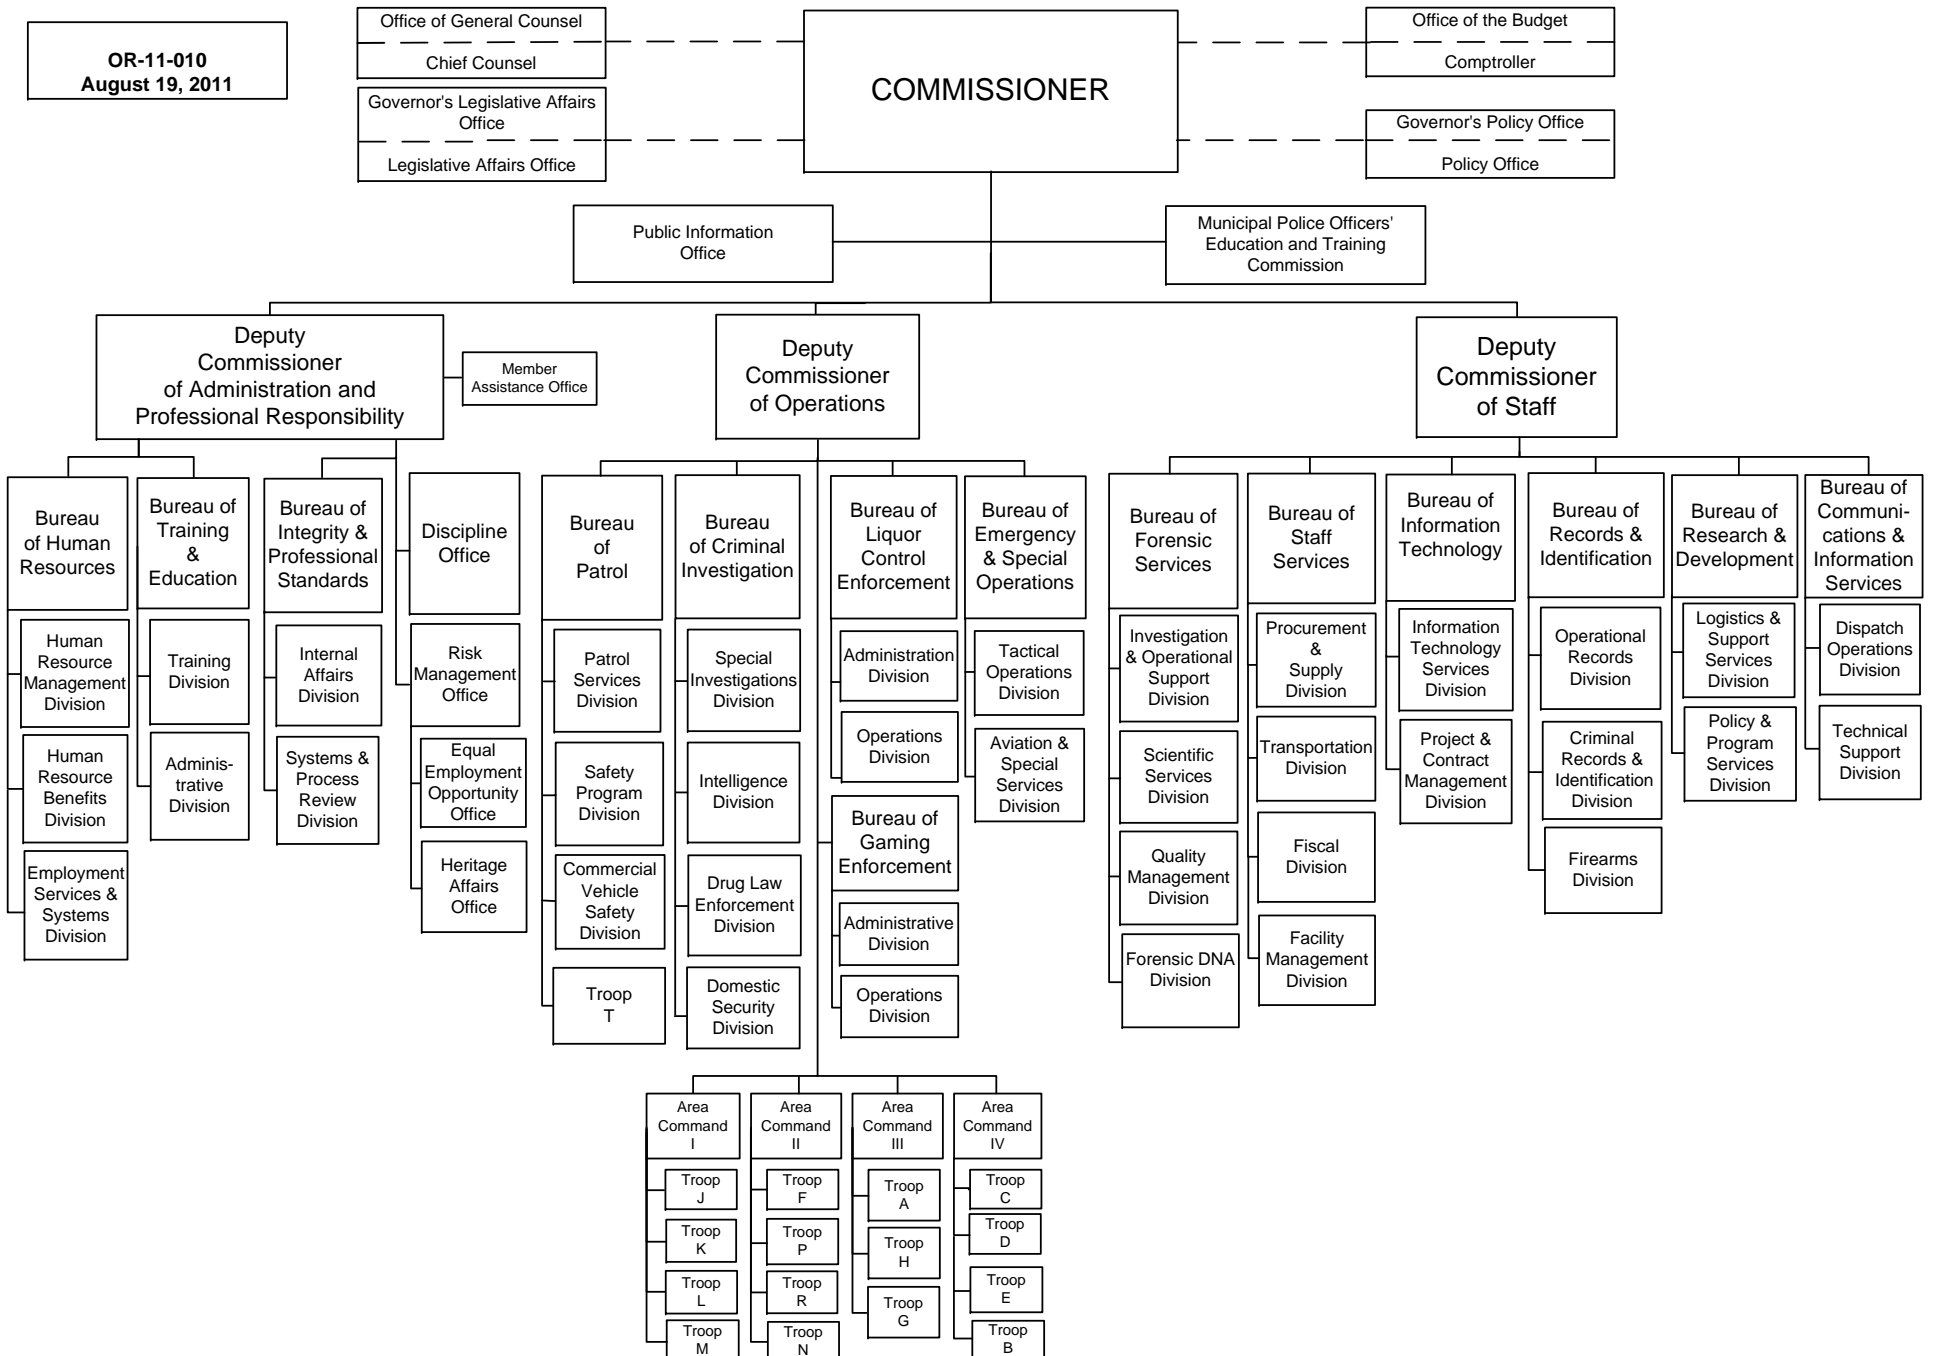 OR-11-010
August 19, 2011
Office of General Counsel
Chief Counsel
Governor's Legislative Affairs
Office
Legislative Affairs Office
COMMISSIONER
Office of the Budget
Comptroller
Governor's Policy Office
Policy Office
Public Information
Office
Municipal Police Officers'
Education and Training
Commission
Deputy
Commissioner
of Administration and
Professional Responsibility
Member
Assistance Office
Deputy
Commissioner
of Operations
Deputy
Commissioner
of Staff
Bureau
of Human
Resources
Human
Resource
Management
Division
Human
Resource
Benefits
Division
Employment
Services &
Systems
Division
Bureau of
Training
&
Education
Training
Division
Adminis-
trative
Division
Bureau of
Integrity &
Professional
Standards
Internal
Affairs
Division
Systems &
Process
Review
Division
Discipline
Office
Risk
Management
Office
Equal
Employment
Opportunity
Office
Heritage
Affairs
Office
Bureau
of
Patrol
Patrol
Services
Division
Safety
Program
Division
Commercial
Vehicle
Safety
Division
Troop
T
Bureau
of Criminal
Investigation
Special
Investigations
Division
Intelligence
Division
Drug Law
Enforcement
Division
Domestic
Security
Division
Bureau of
Liquor
Control
Enforcement
Administration
Division
Operations
Division
Bureau of
Gaming
Enforcement
Administrative
Division
Operations
Division
Bureau of
Emergency
& Special
Operations
Tactical
Operations
Division
Aviation &
Special
Services
Division
Bureau of
Forensic
Services
Investigation
& Operational
Support
Division
Scientific
Services
Division
Quality
Management
Division
Forensic DNA
Division
Bureau of
Staff
Services
Procurement
&
Supply
Division
Transportation
Division
Fiscal
Division
Facility
Management
Division
Bureau of
Information
Technology
Information
Technology
Services
Division
Project &
Contract
Management
Division
Bureau of
Records &
Identification
Operational
Records
Division
Criminal
Records &
Identification
Division
Firearms
Division
Bureau of
Research &
Development
Logistics &
Support
Services
Division
Policy &
Program
Services
Division
Bureau of
Communi-
cations &
Information
Services
Dispatch
Operations
Division
Technical
Support
Division
Area
Command
I
Troop
J
Troop
K
Troop
L
Troop
M
Area
Command
II
Troop
F
Troop
P
Troop
R
Troop
N
Area
Command
III
Troop
A
Troop
H
Troop
G
Area
Command
IV
Troop
C
Troop
D
Troop
E
Troop
B